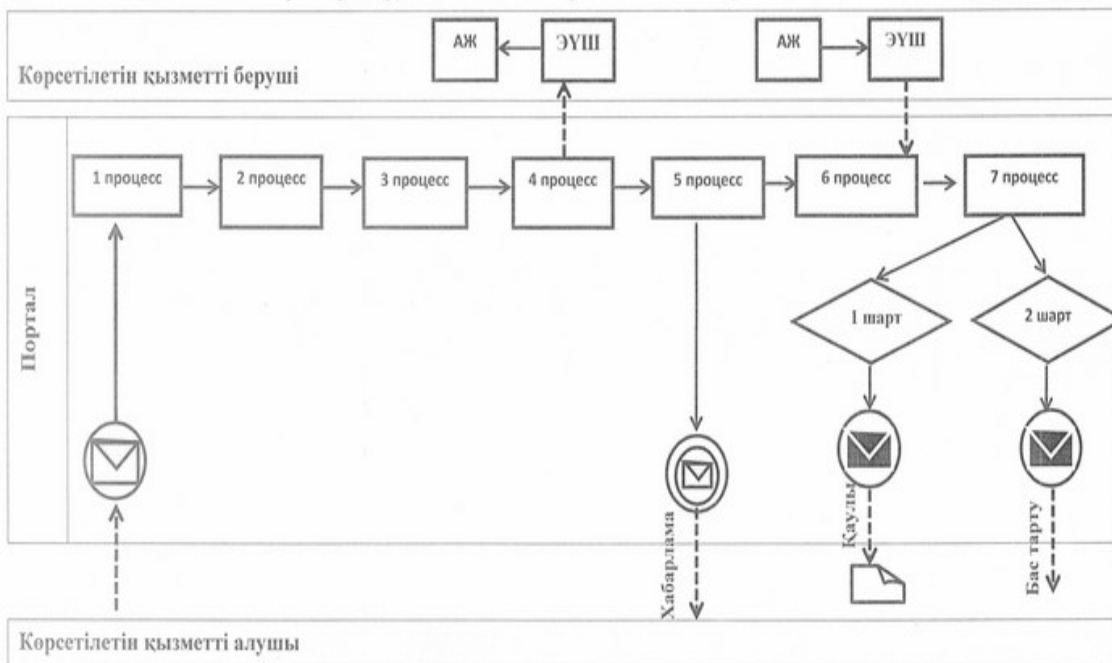 АЖ
ЭҮШ
АЖ
ЭҮШ
Көрсетілетін қызметті беруші
Портал
1 процесс
2 процесс
3 процесс
4 процесс
5 процесс
6 процесс
7 процесс
1 шарт
2 шарт
Хабарлама
Қаулы
Бас тарту
Көрсетілетін қызметті алушы